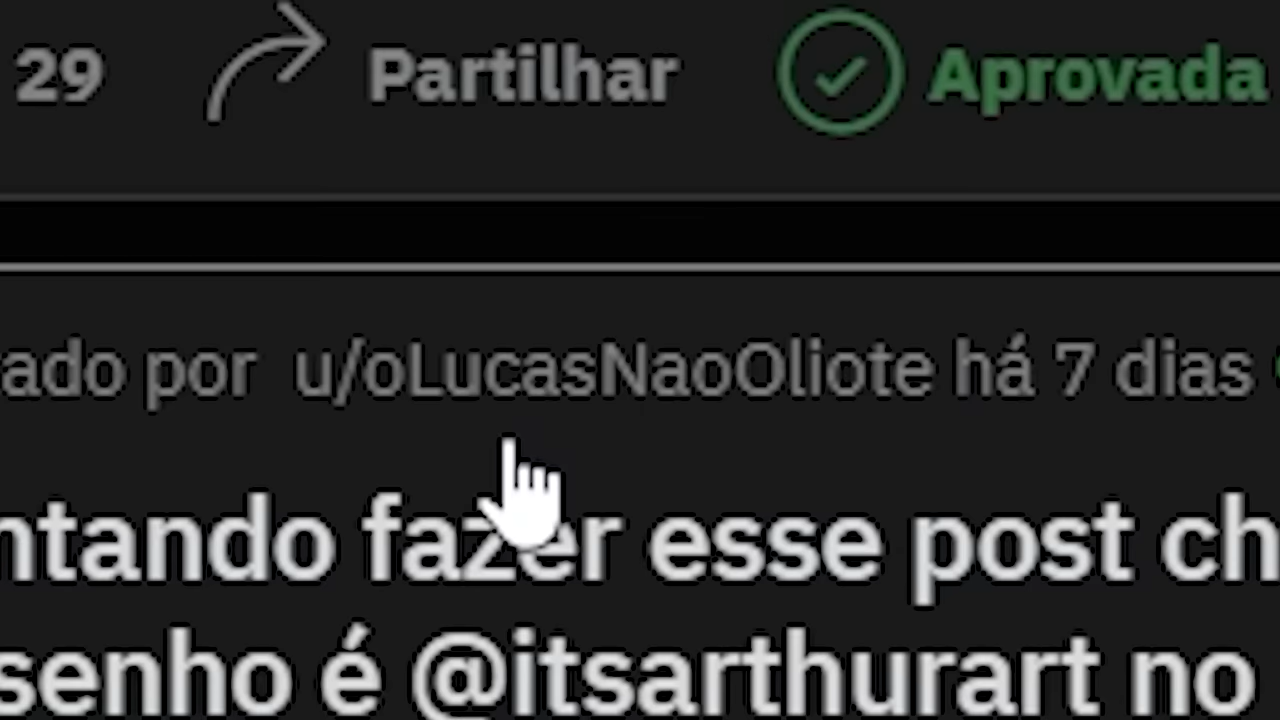 29 Partilhar Aprovada
ado por u/oLucasNaoOliote há 7 dias
ntando fazer esse post ch
senho é @itsarthurart no